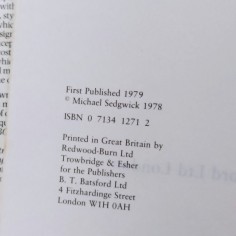 First Published 1979
© Michael Sedgwick 1978
ISBN 0 7134 1271 2
Printed in Great Britain by
Redwood-Burn Ltd
Trowbridge & Esher
for the Publishers
B. T. Batsford Ltd
4 Fitzhardinge Street
London W1H 0AH